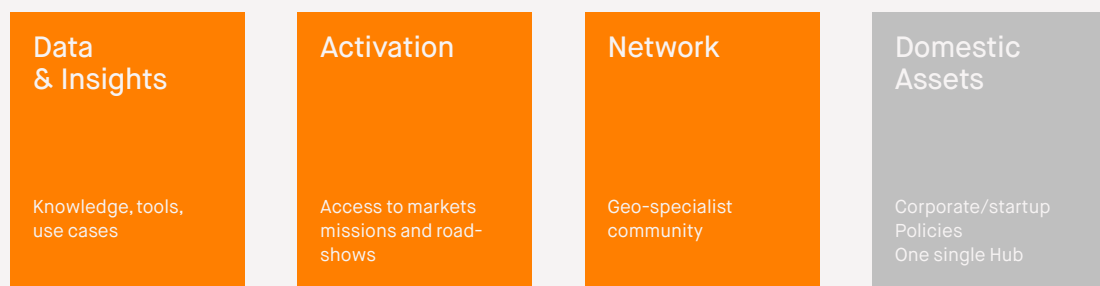 Data
& Insights
Knowledge, tools,
use cases
Activation
Access to markets
missions and road-
shows
Network
Geo-specialist
community
Domestic
Assets
Corporate/startup
Policies
One single Hub